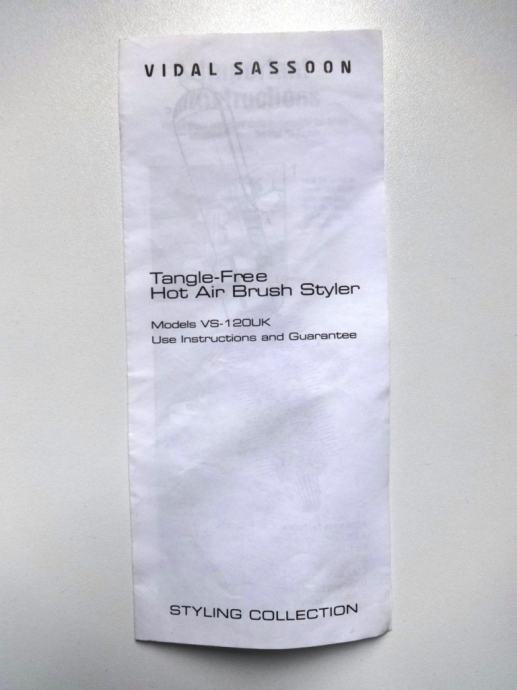 VIDAL SASSOON
Tangle-Free
Hot Air Brush Styler
Models VS-120UK
Use Instructions and Guarantee
STYLING COLLECTION